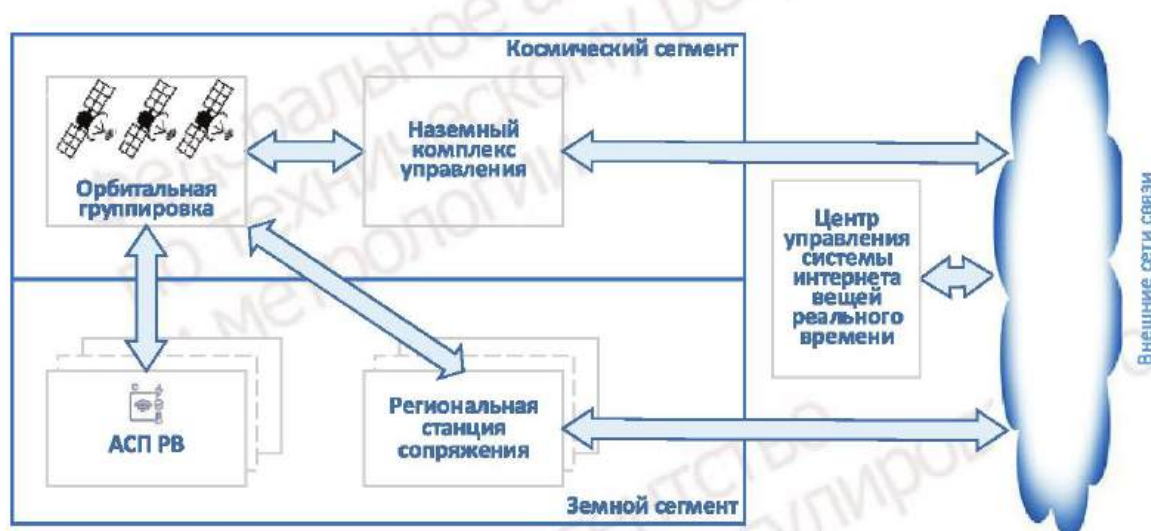 Космический сегмент
Орбитальная
группировка
Наземный
комплекс
управления
Центр
управления
системы
интернета
вещей
реального
времени
Внешние сети связи
АСП РВ
Региональная
станция
сопряжения
Земной сегмент